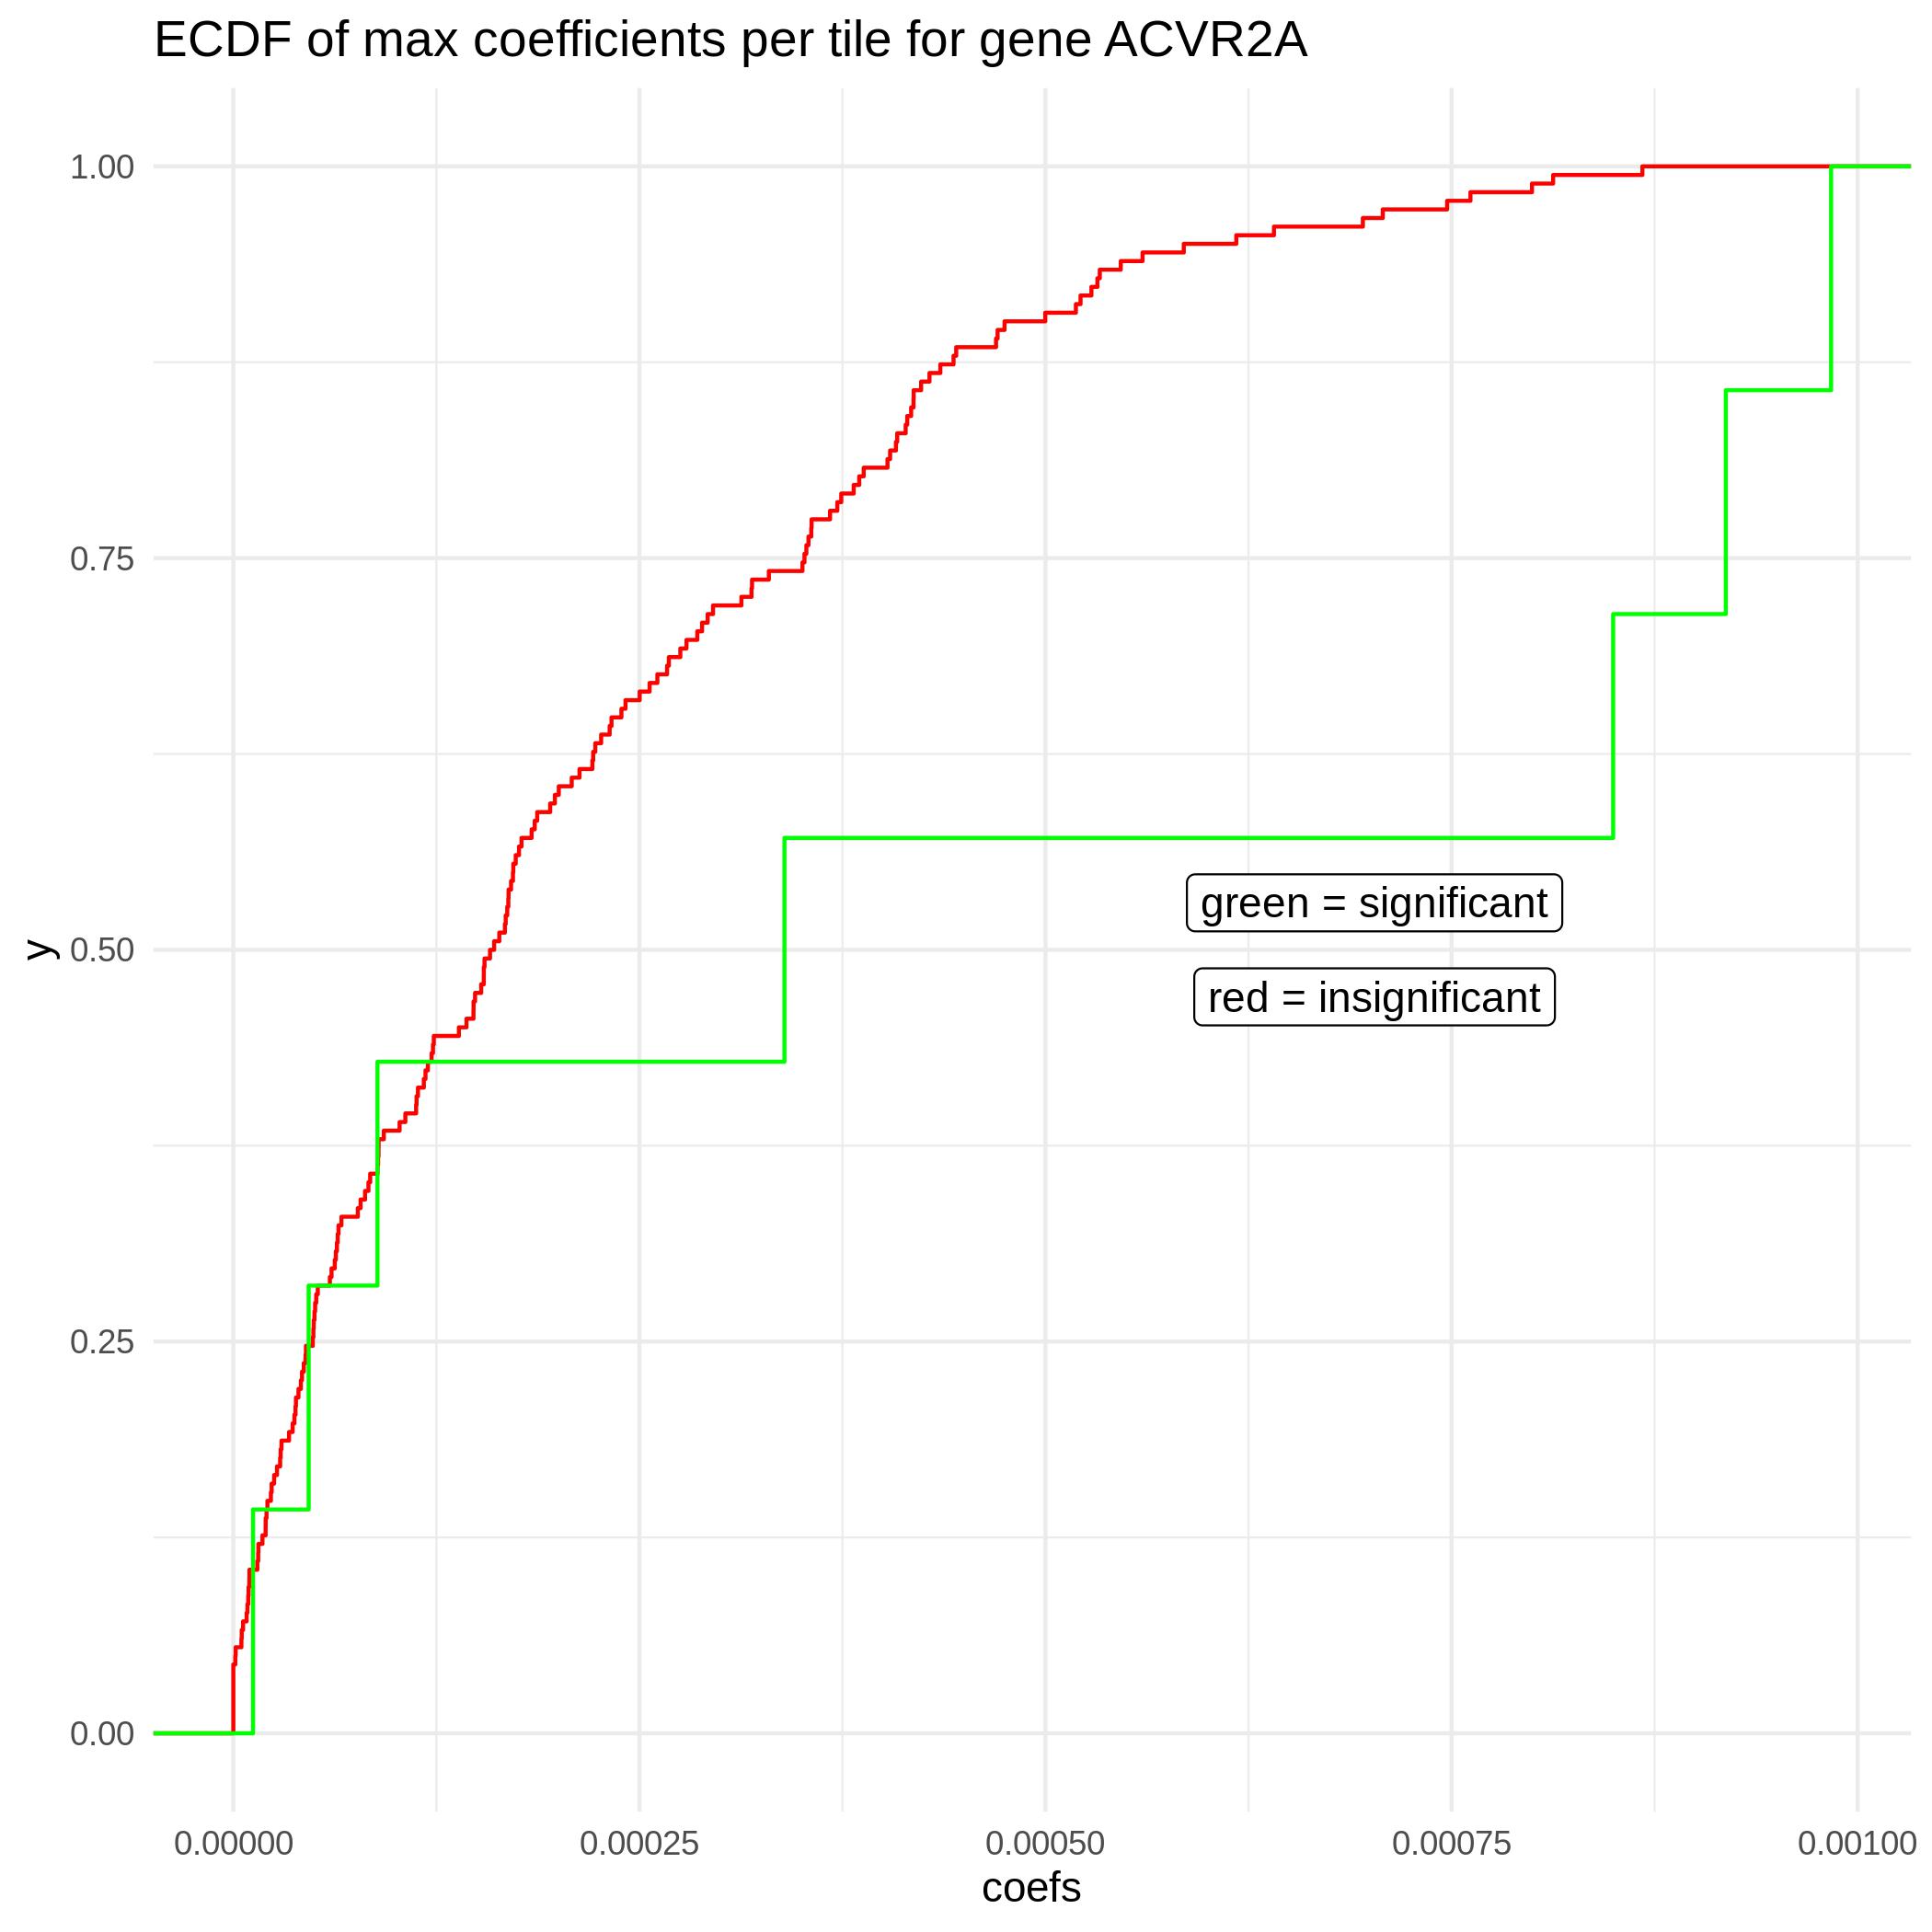 ECDF of max coefficients per tile for gene ACVR2A
1.00
0.75
0.50
0.25
0.00
y
green = significant
red = insignificant
0.00000
0.00025
0.00050
0.00075
0.00100
coefs